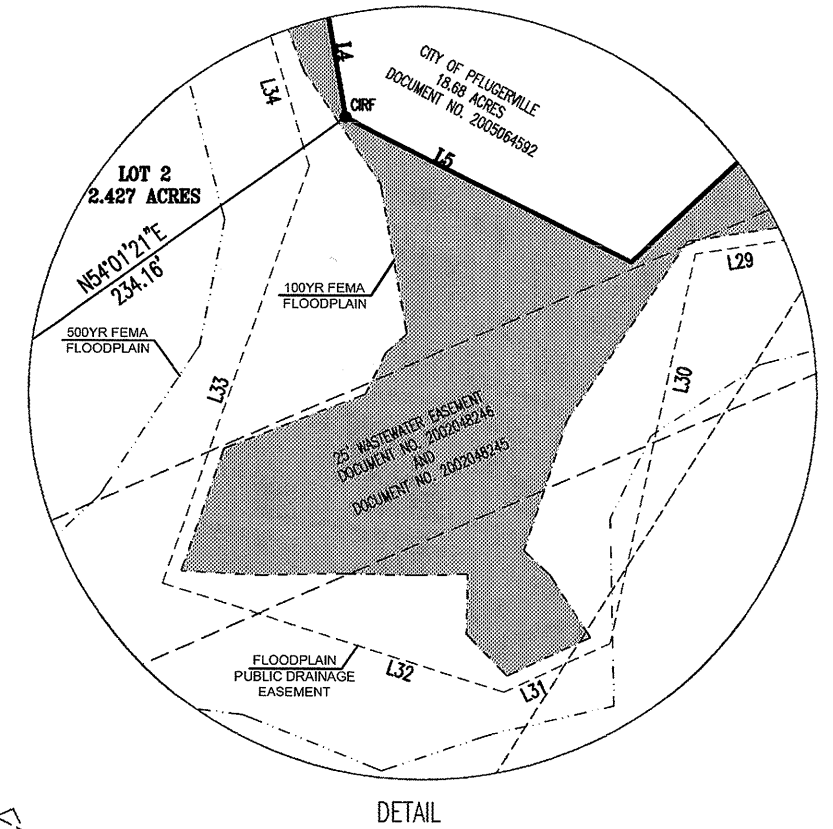 L4
CITY OF PFLUGERVILLE
18.68 ACRES
DOCUMENT NO. 2005064592
L34
CIRF
L5
LOT 2
2.427 ACRES
N54°01'21"E
234.16'
100YR FEMA
FLOODPLAIN
L29
500YR FEMA
FLOODPLAIN
L33
L30
25' WASTEWATER EASEMENT
DOCUMENT NO. 2002048246
AND
DOCUMENT NO. 2002048245
FLOODPLAIN
PUBLIC DRAINAGE
EASEMENT
L32
L31
DETAIL